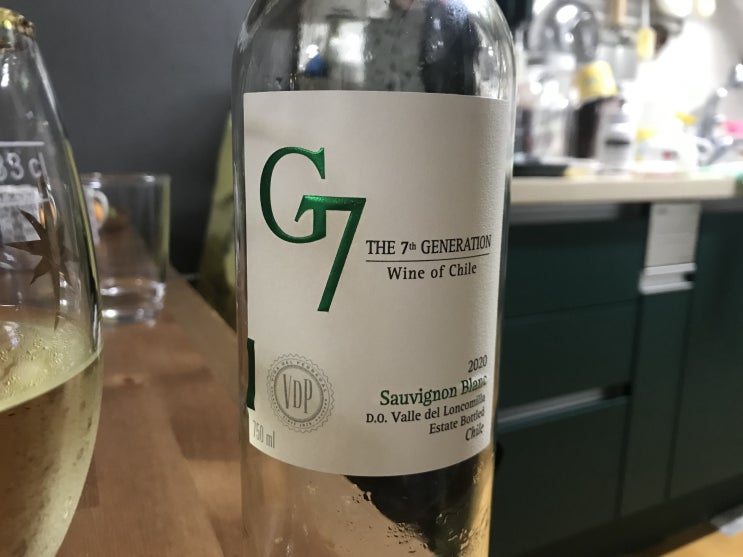 G7
THE 7th GENERATION
Wine of Chile
2020
Sauvignon Blanc
D.O. Valle del Loncomilla
Estate Bottled
Chile
VDP
750 ml
33 c